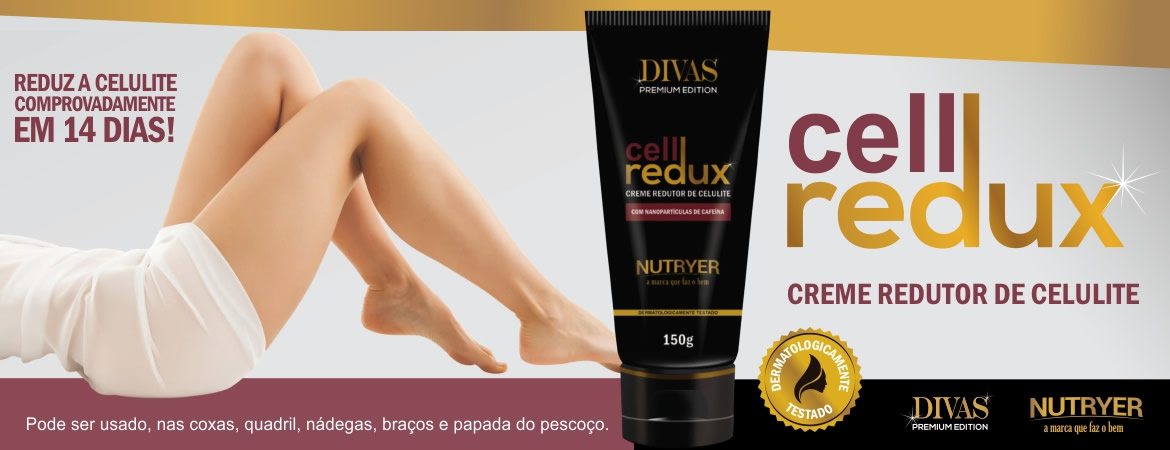 REDUZ A CELULITE
COMPROVADAMENTE
EM 14 DIAS!
DIVAS
PREMIUM EDITION
cell
redux
CREME REDUTOR DE CELULITE
COM NANOPARTÍCULAS DE CAFEÍNA
NUTRYER
a marca que faz o bem
DERMATOLOGICAMENTE TESTADO
150g
cell
redux
CREME REDUTOR DE CELULITE
DERMATOLOGICAMENTE
TESTADO
DIVAS
PREMIUM EDITION
NUTRYER
a marca que faz o bem
Pode ser usado, nas coxas, quadril, nádegas, braços e papada do pescoço.